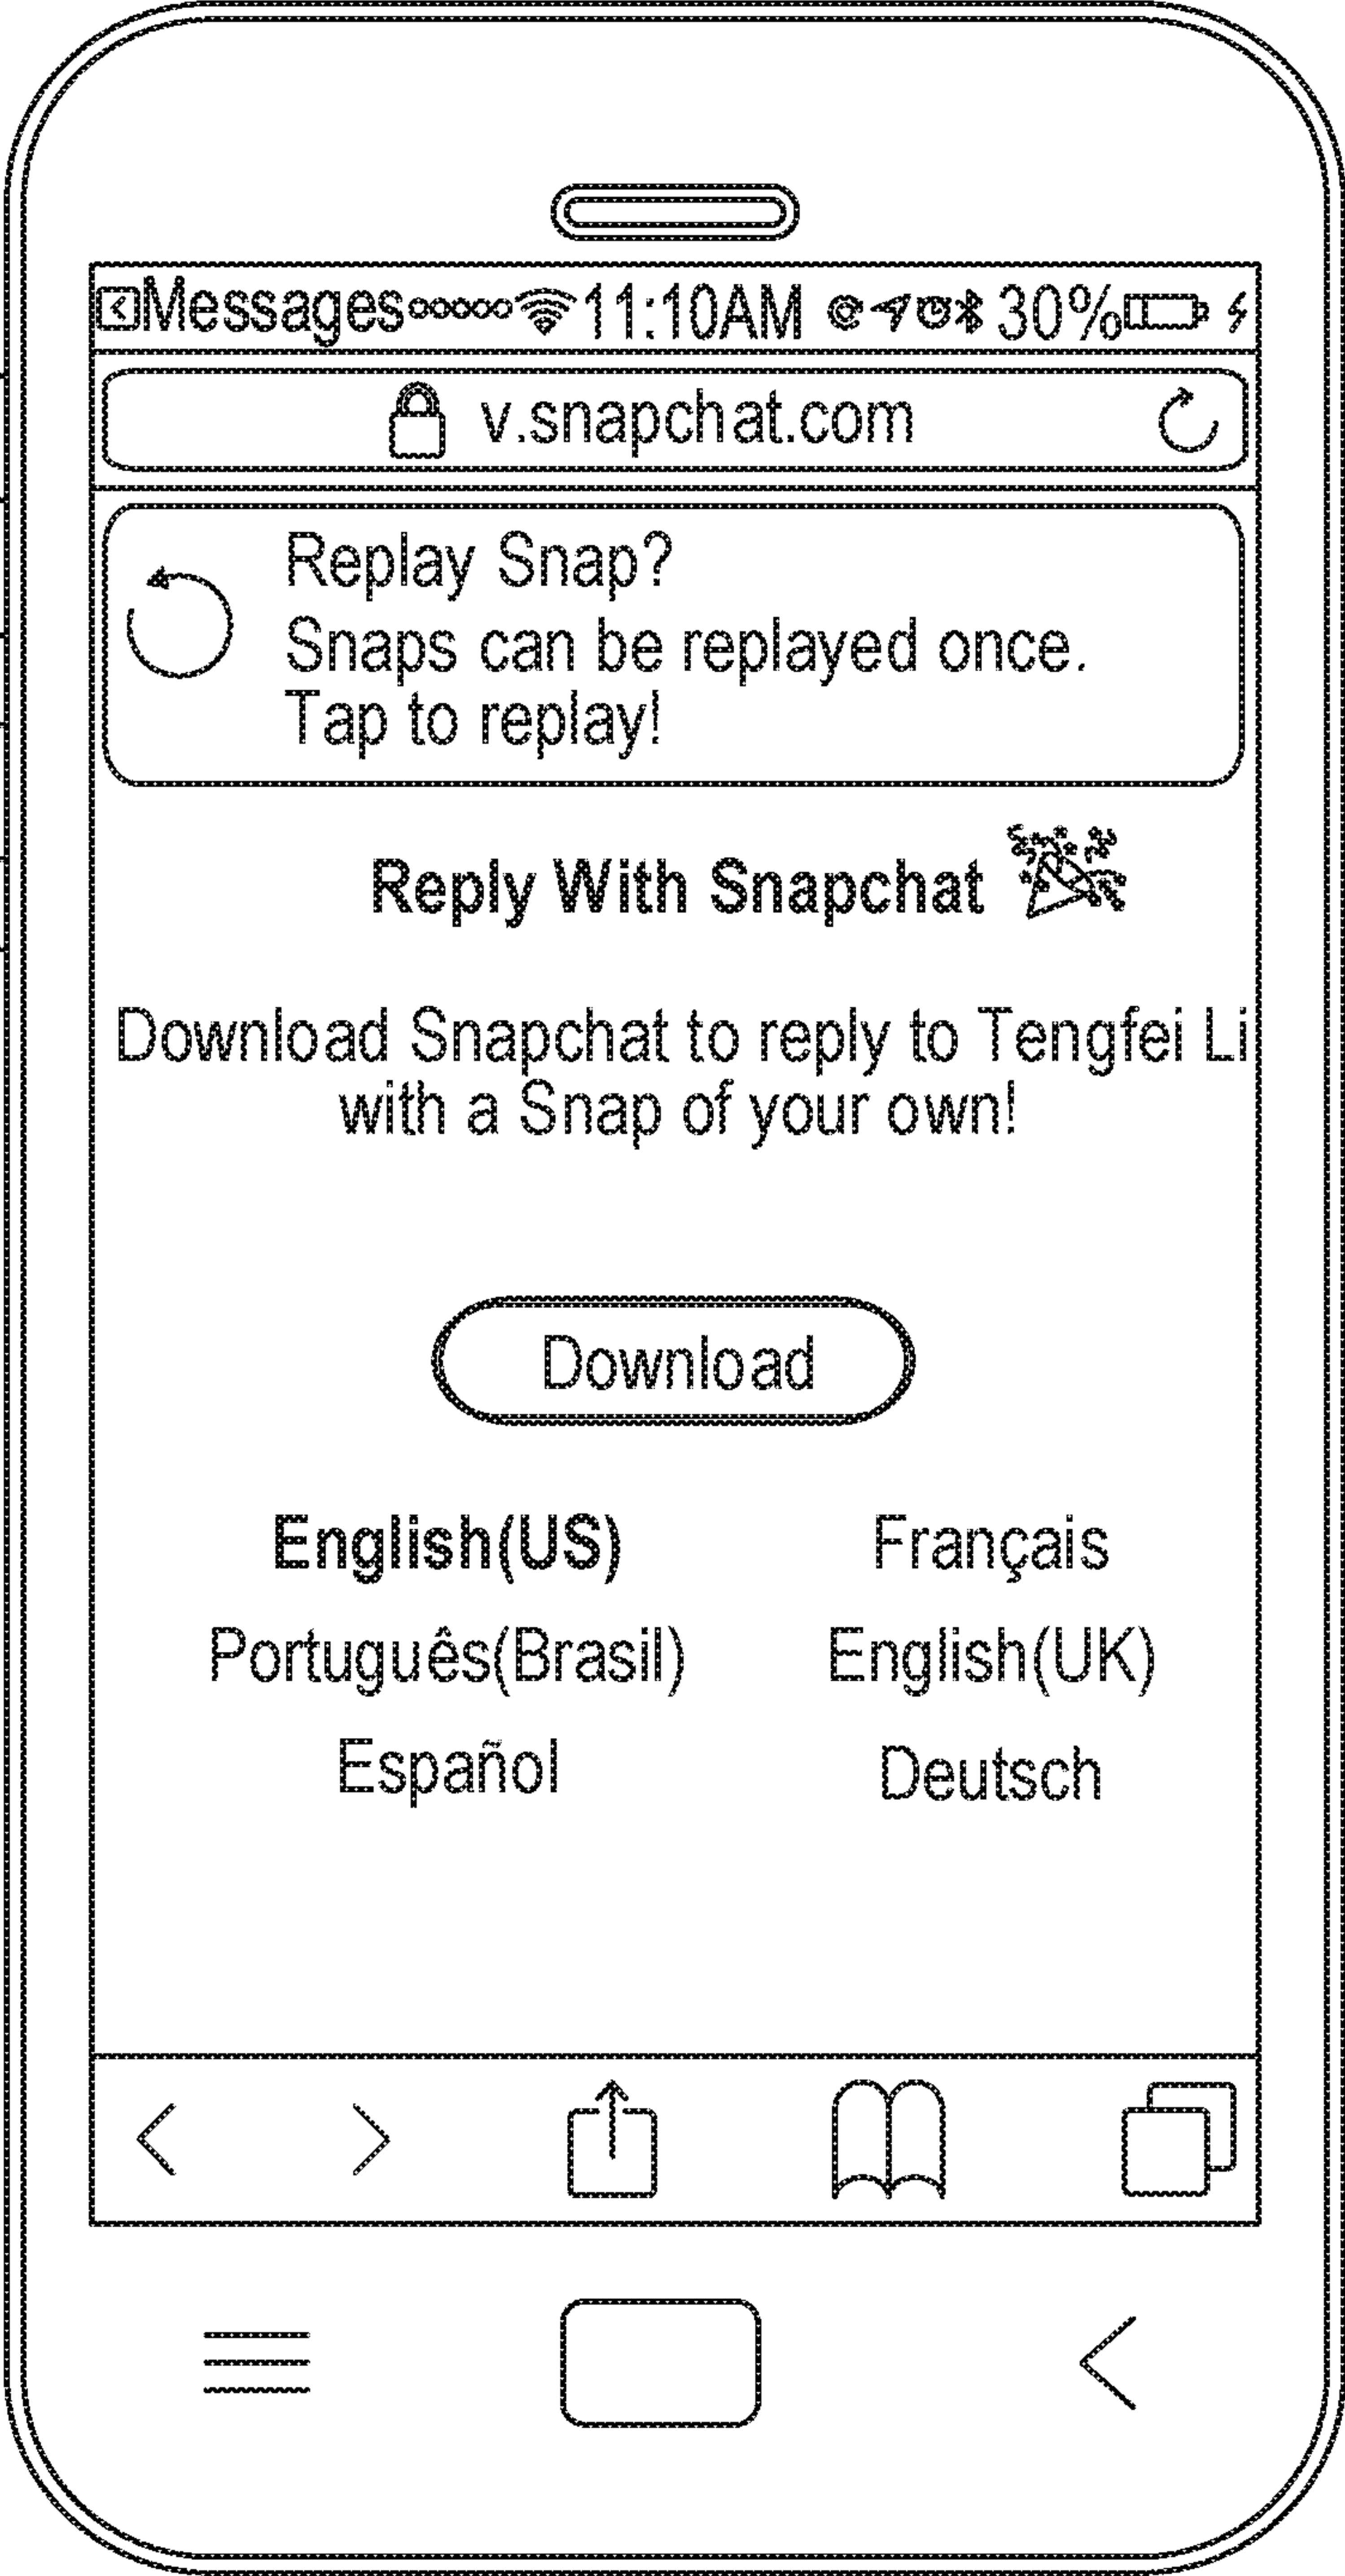 Messages 11:10AM 30%
v.snapchat.com
Replay Snap?
Snaps can be replayed once.
Tap to replay!
Reply With Snapchat
Download Snapchat to reply to Tengfei Li
with a Snap of your own!
Download
English(US) Français
Português(Brasil) English(UK)
Español Deutsch